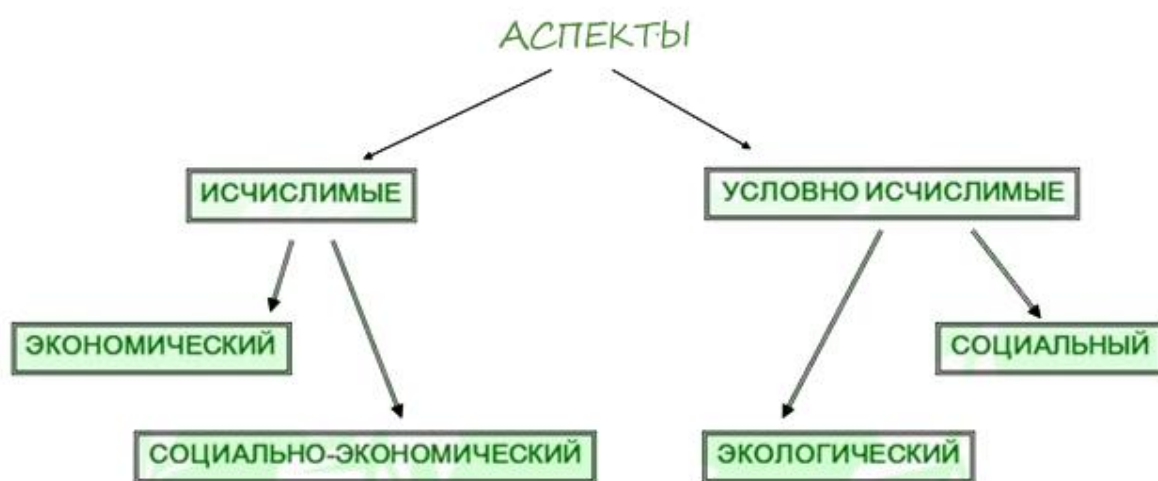 АСПЕКТЫ
ИСЧИСЛИМЫЕ
УСЛОВНО ИСЧИСЛИМЫЕ
ЭКОНОМИЧЕСКИЙ
СОЦИАЛЬНЫЙ
СОЦИАЛЬНО-ЭКОНОМИЧЕСКИЙ
ЭКОЛОГИЧЕСКИЙ